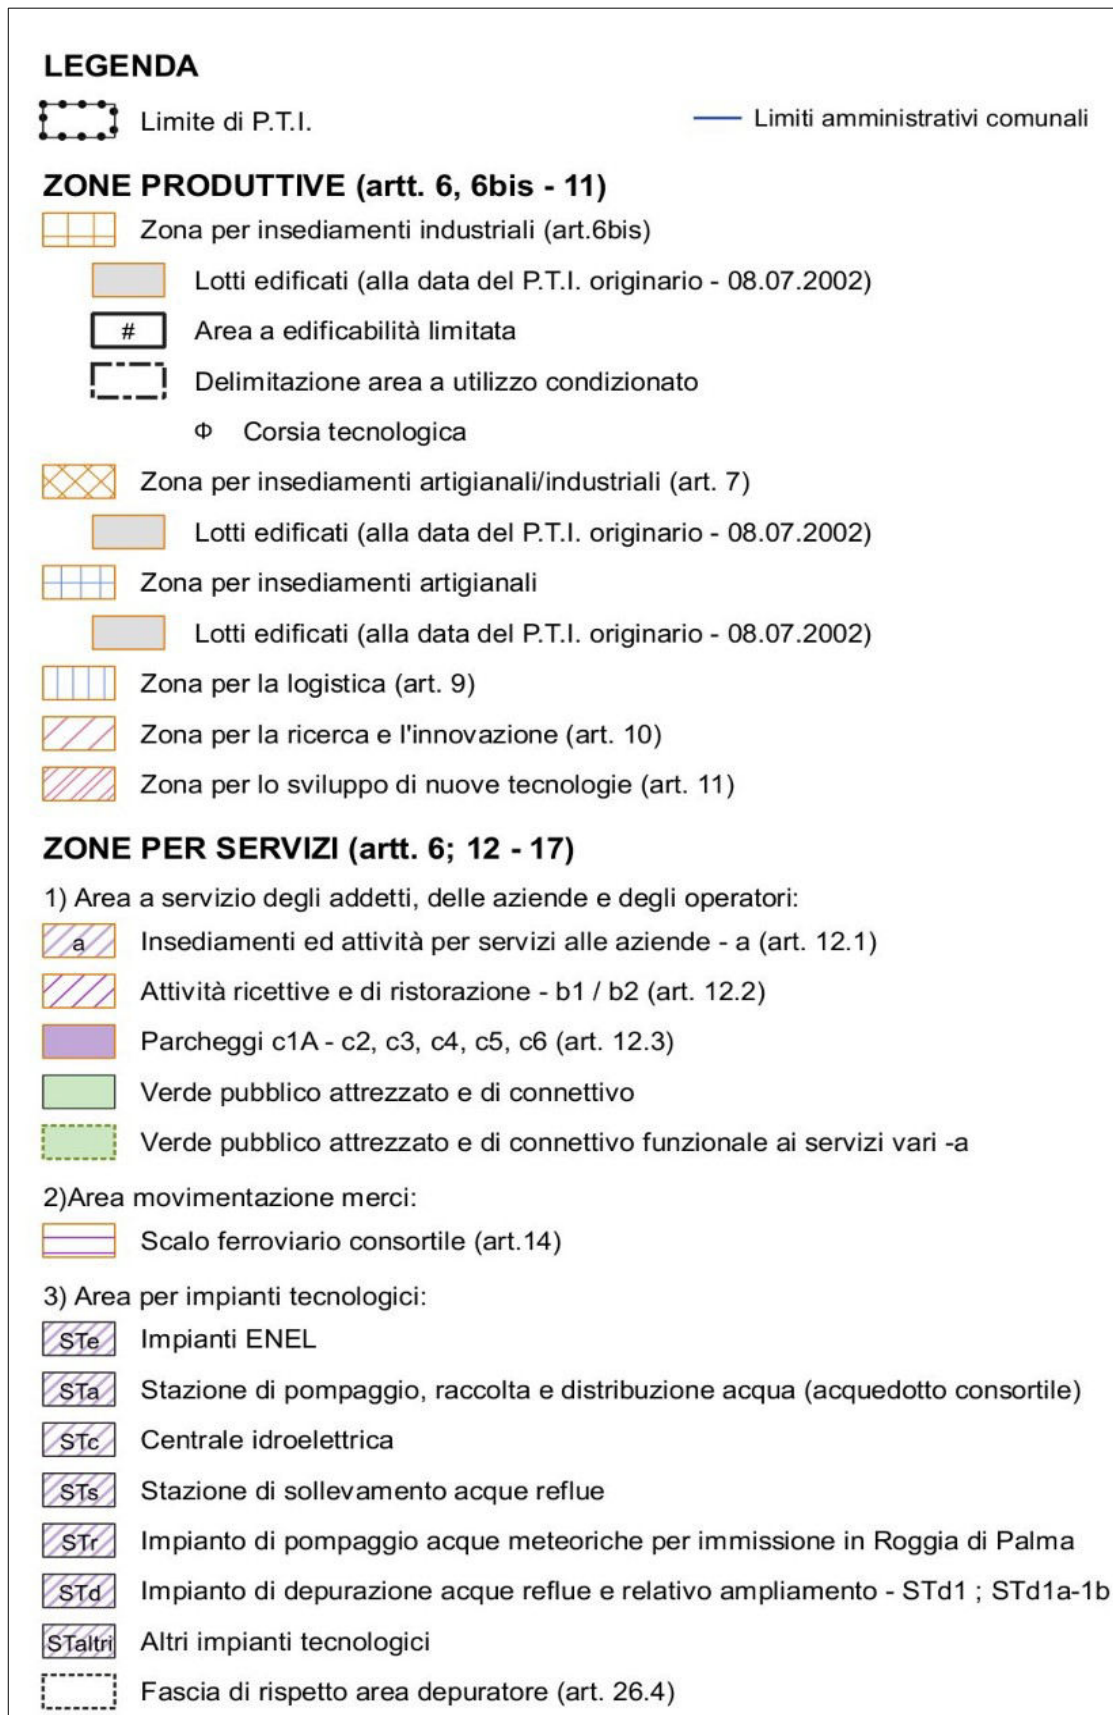 LEGENDA
Limite di P.T.I.
Limiti amministrativi comunali
ZONE PRODUTTIVE (artt. 6, 6bis - 11)
Zona per insediamenti industriali (art.6bis)
Lotti edificati (alla data del P.T.I. originario - 08.07.2002)
# Area a edificabilità limitata
Delimitazione area a utilizzo condizionato
Φ Corsia tecnologica
Zona per insediamenti artigianali/industriali (art. 7)
Lotti edificati (alla data del P.T.I. originario - 08.07.2002)
Zona per insediamenti artigianali
Lotti edificati (alla data del P.T.I. originario - 08.07.2002)
Zona per la logistica (art. 9)
Zona per la ricerca e l'innovazione (art. 10)
Zona per lo sviluppo di nuove tecnologie (art. 11)
ZONE PER SERVIZI (artt. 6; 12 - 17)
1) Area a servizio degli addetti, delle aziende e degli operatori:
a Insediamenti ed attività per servizi alle aziende - a (art. 12.1)
Attività ricettive e di ristorazione - b1 / b2 (art. 12.2)
Parcheggi c1A - c2, c3, c4, c5, c6 (art. 12.3)
Verde pubblico attrezzato e di connettivo
Verde pubblico attrezzato e di connettivo funzionale ai servizi vari -a
2)Area movimentazione merci:
Scalo ferroviario consortile (art.14)
3) Area per impianti tecnologici:
STe Impianti ENEL
STa Stazione di pompaggio, raccolta e distribuzione acqua (acquedotto consortile)
STc Centrale idroelettrica
STs Stazione di sollevamento acque reflue
STr Impianto di pompaggio acque meteoriche per immissione in Roggia di Palma
STd Impianto di depurazione acque reflue e relativo ampliamento - STd1 ; STd1a-1b
STaltri Altri impianti tecnologici
Fascia di rispetto area depuratore (art. 26.4)